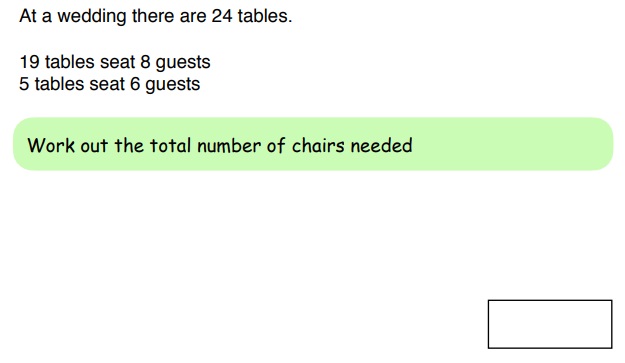 At a wedding there are 24 tables.
19 tables seat 8 guests
5 tables seat 6 guests
Work out the total number of chairs needed